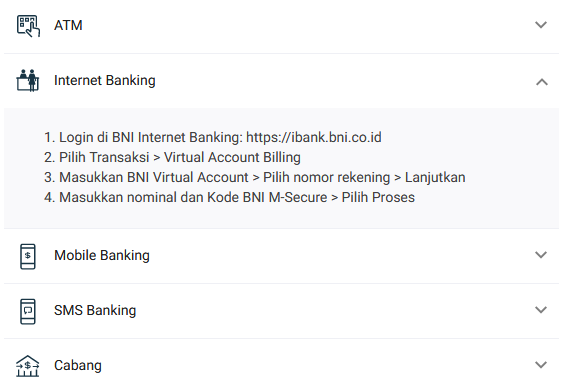 ATM
Internet Banking
1. Login di BNI Internet Banking: https://ibank.bni.co.id
2. Pilih Transaksi > Virtual Account Billing
3. Masukkan BNI Virtual Account > Pilih nomor rekening > Lanjutkan
4. Masukkan nominal dan Kode BNI M-Secure > Pilih Proses
Mobile Banking
SMS Banking
Cabang